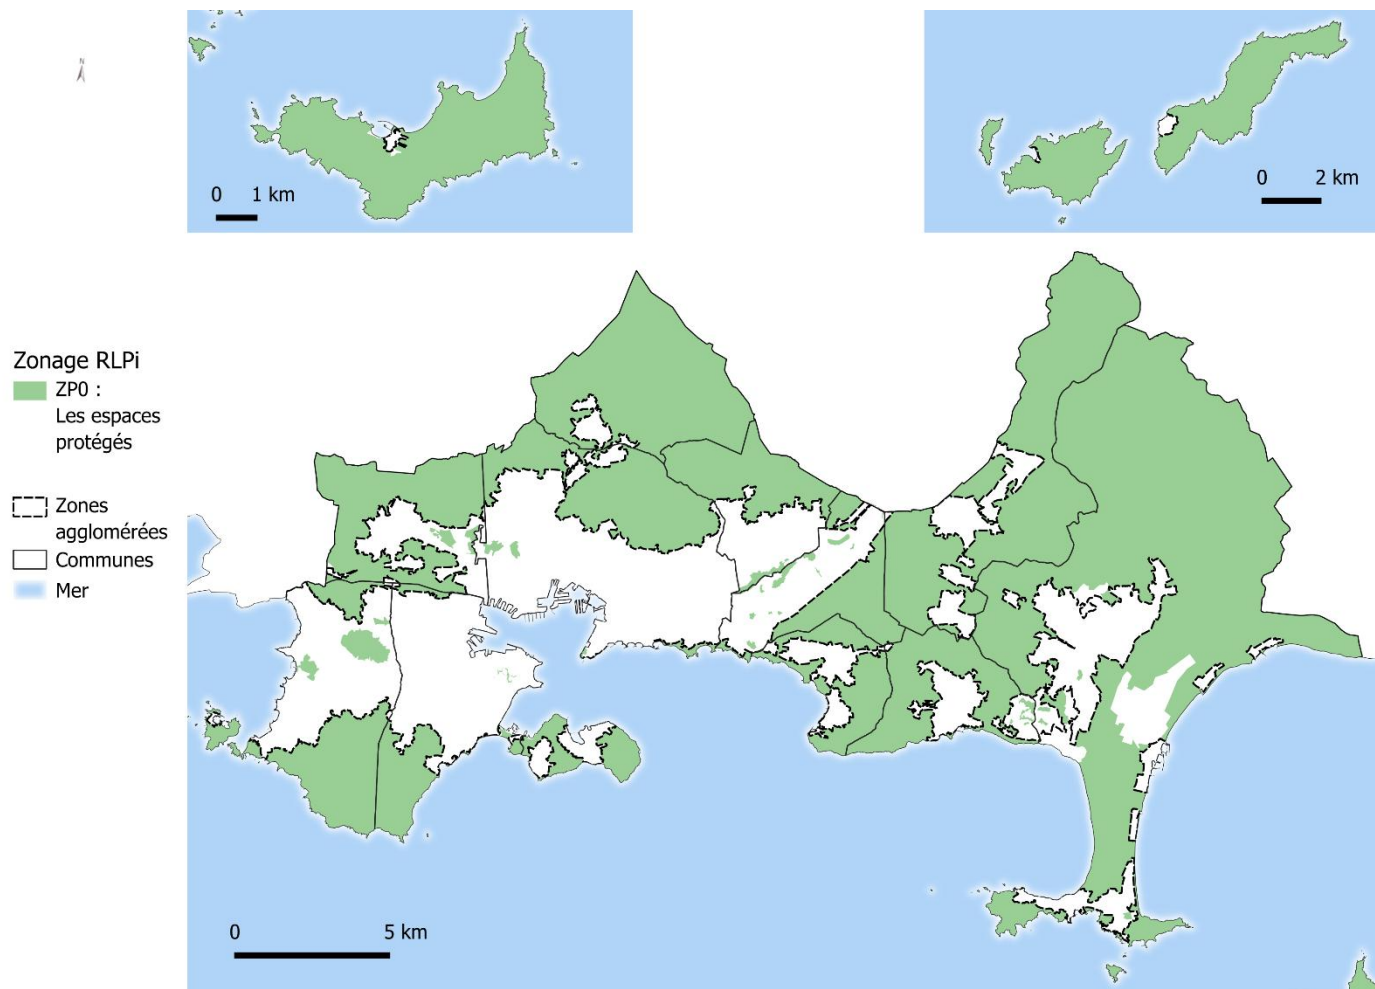 N
0 1 km
0 2 km
Zonage RLPi
ZP0 :
Les espaces
protégés
Zones
agglomérées
Communes
Mer
0 5 km